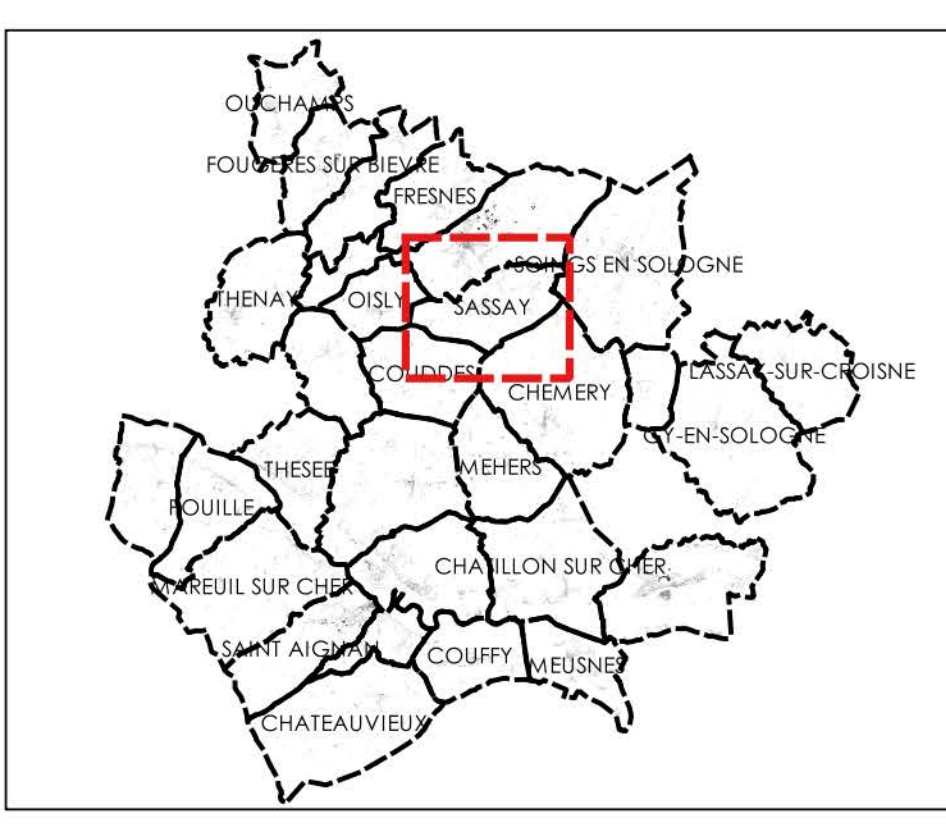 OUCHAMPS
FOUGERES SUR BIEVRE
FRESNES
SOINGS EN SOLOGNE
THENAY
OISLY
SASSAY
COUDDES
LASSAY-SUR-CROISNE
CHEMERY
GY-EN-SOLOGNE
THESEE
MEHERS
POUILLE
CHATILLON SUR CHER
MAREUIL SUR CHER
SAINT AIGNAN
COUFFY
MEUSNES
CHATEAUVIEUX